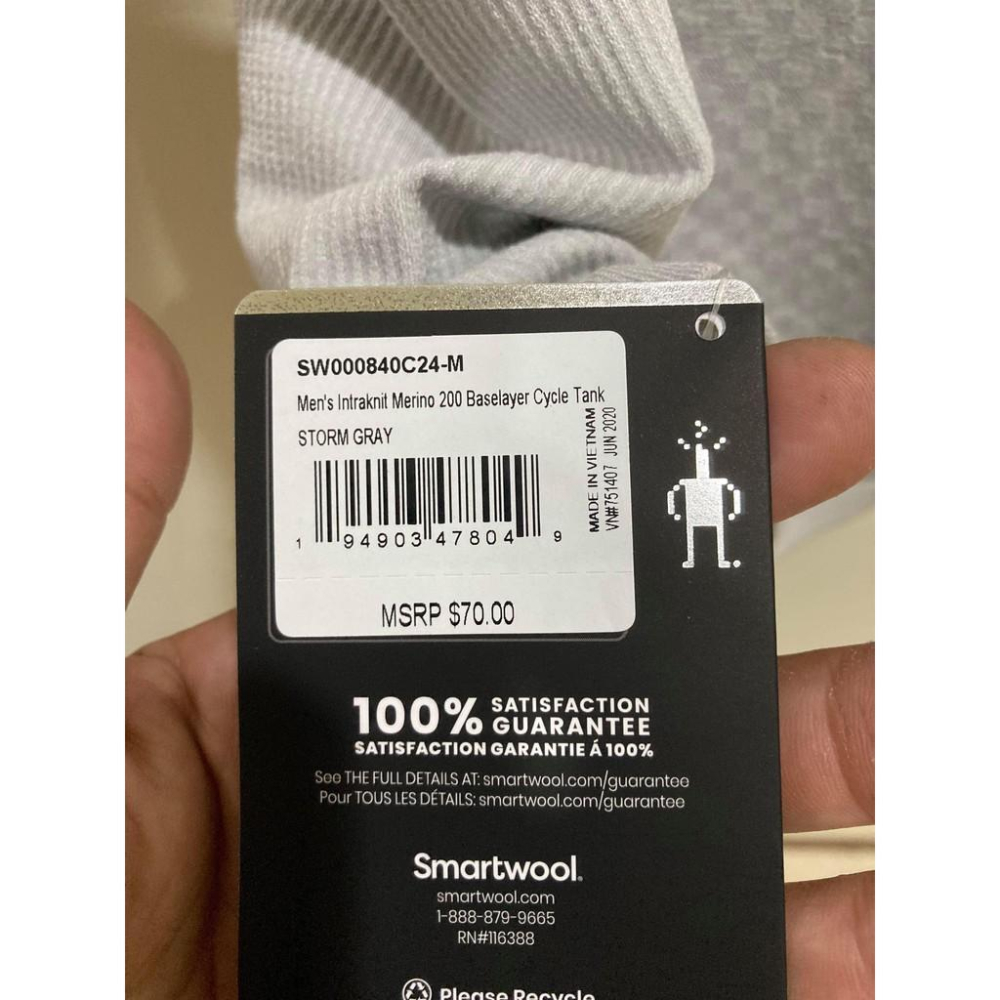 SW000840C24-M
Men's Intraknit Merino 200 Baselayer Cycle Tank
STORM GRAY
MADE IN VIETNAM
VN#751407 JUN 2020
1 94903 47804 9
MSRP $70.00
100% SATISFACTION GUARANTEE
SATISFACTION GARANTIE Á 100%
See THE FULL DETAILS AT: smartwool.com/guarantee
Pour TOUS LES DÉTAILS: smartwool.com/guarantee
Smartwool.
smartwool.com
1-888-879-9665
RN#116388
Please Recycle